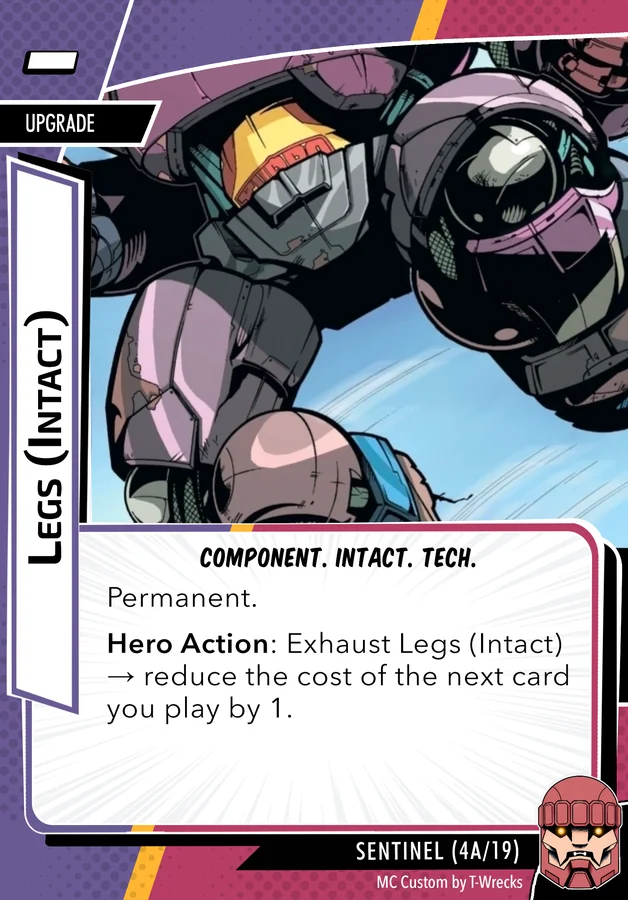 UPGRADE
Legs (Intact)
COMPONENT. INTACT. TECH.
Permanent.
Hero Action: Exhaust Legs (Intact)
→ reduce the cost of the next card
you play by 1.
SENTINEL (4A/19)
MC Custom by T-Wrecks